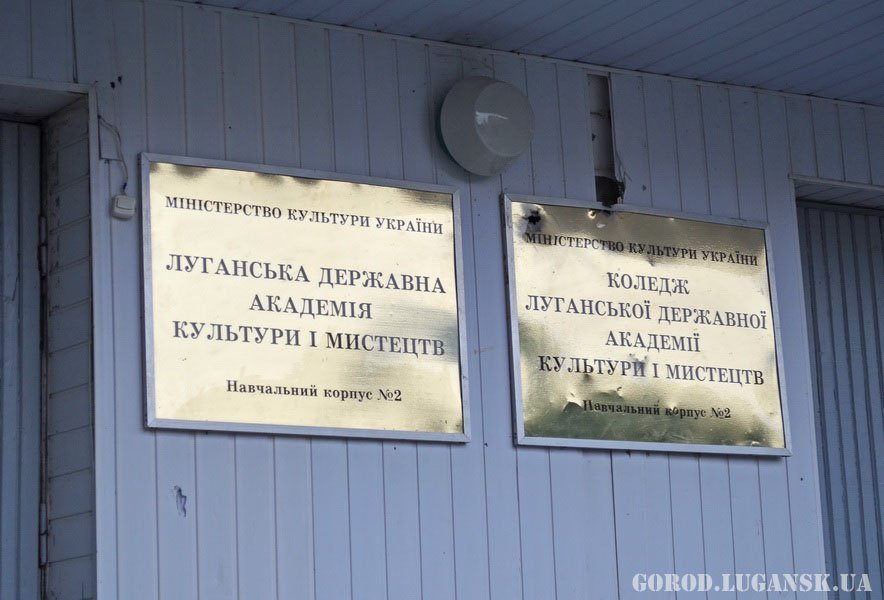 МІНІСТЕРСТВО КУЛЬТУРИ УКРАЇНИ
ЛУГАНСЬКА ДЕРЖАВНА
АКАДЕМІЯ
КУЛЬТУРИ І МИСТЕЦТВ
Навчальний корпус №2
МІНІСТЕРСТВО КУЛЬТУРИ УКРАЇНИ
КОЛЕДЖ
ЛУГАНСЬКОЇ ДЕРЖАВНОЇ
АКАДЕМІЇ
КУЛЬТУРИ І МИСТЕЦТВ
Навчальний корпус №2
GOROD.LUGANSK.UA